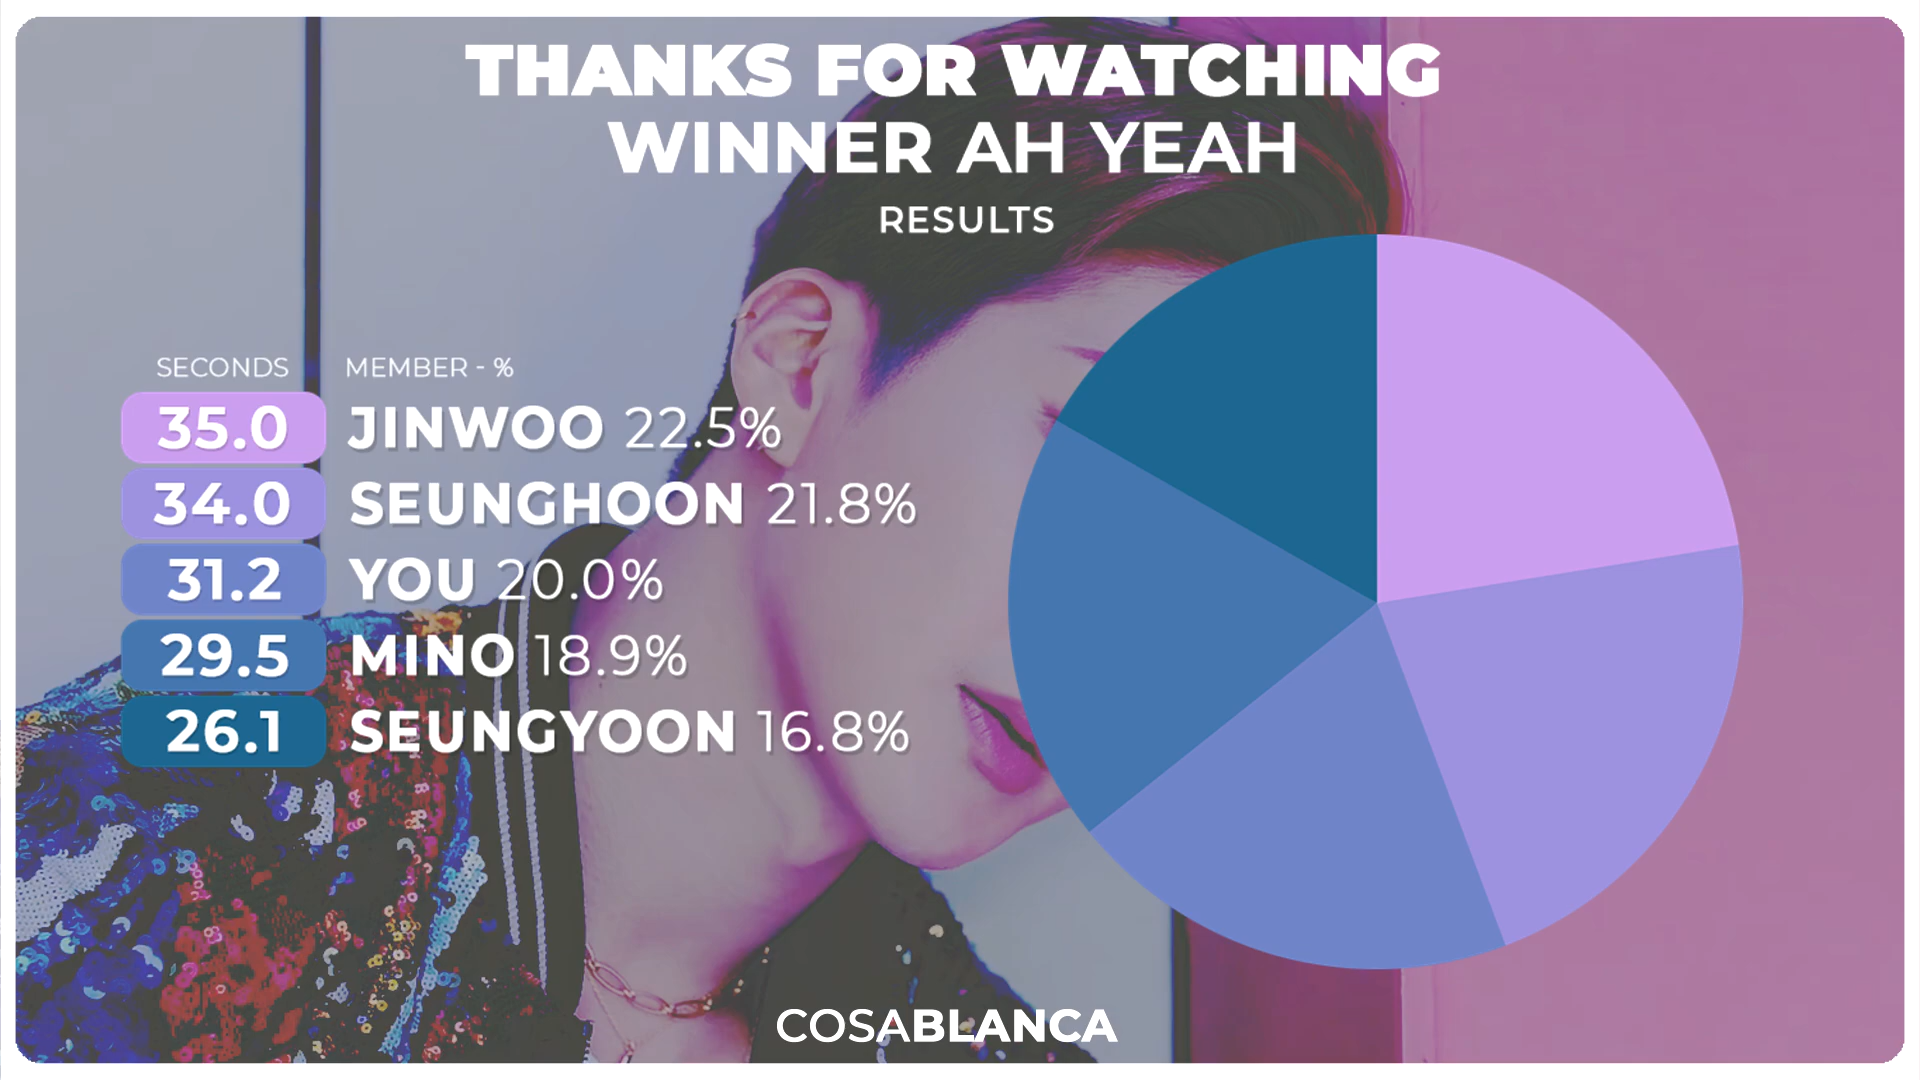 THANKS FOR WATCHING
WINNER AH YEAH
RESULTS
SECONDS MEMBER - %
35.0 JINWOO 22.5%
34.0 SEUNGHOON 21.8%
31.2 YOU 20.0%
29.5 MINO 18.9%
26.1 SEUNGYOON 16.8%
COSABLANCA